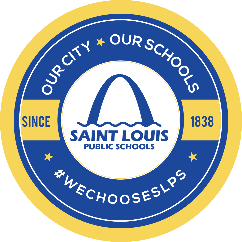 OUR CITY ★ OUR SCHOOLS
SINCE 1838
SAINT LOUIS
PUBLIC SCHOOLS
★ #WECHOOSESLPS ★